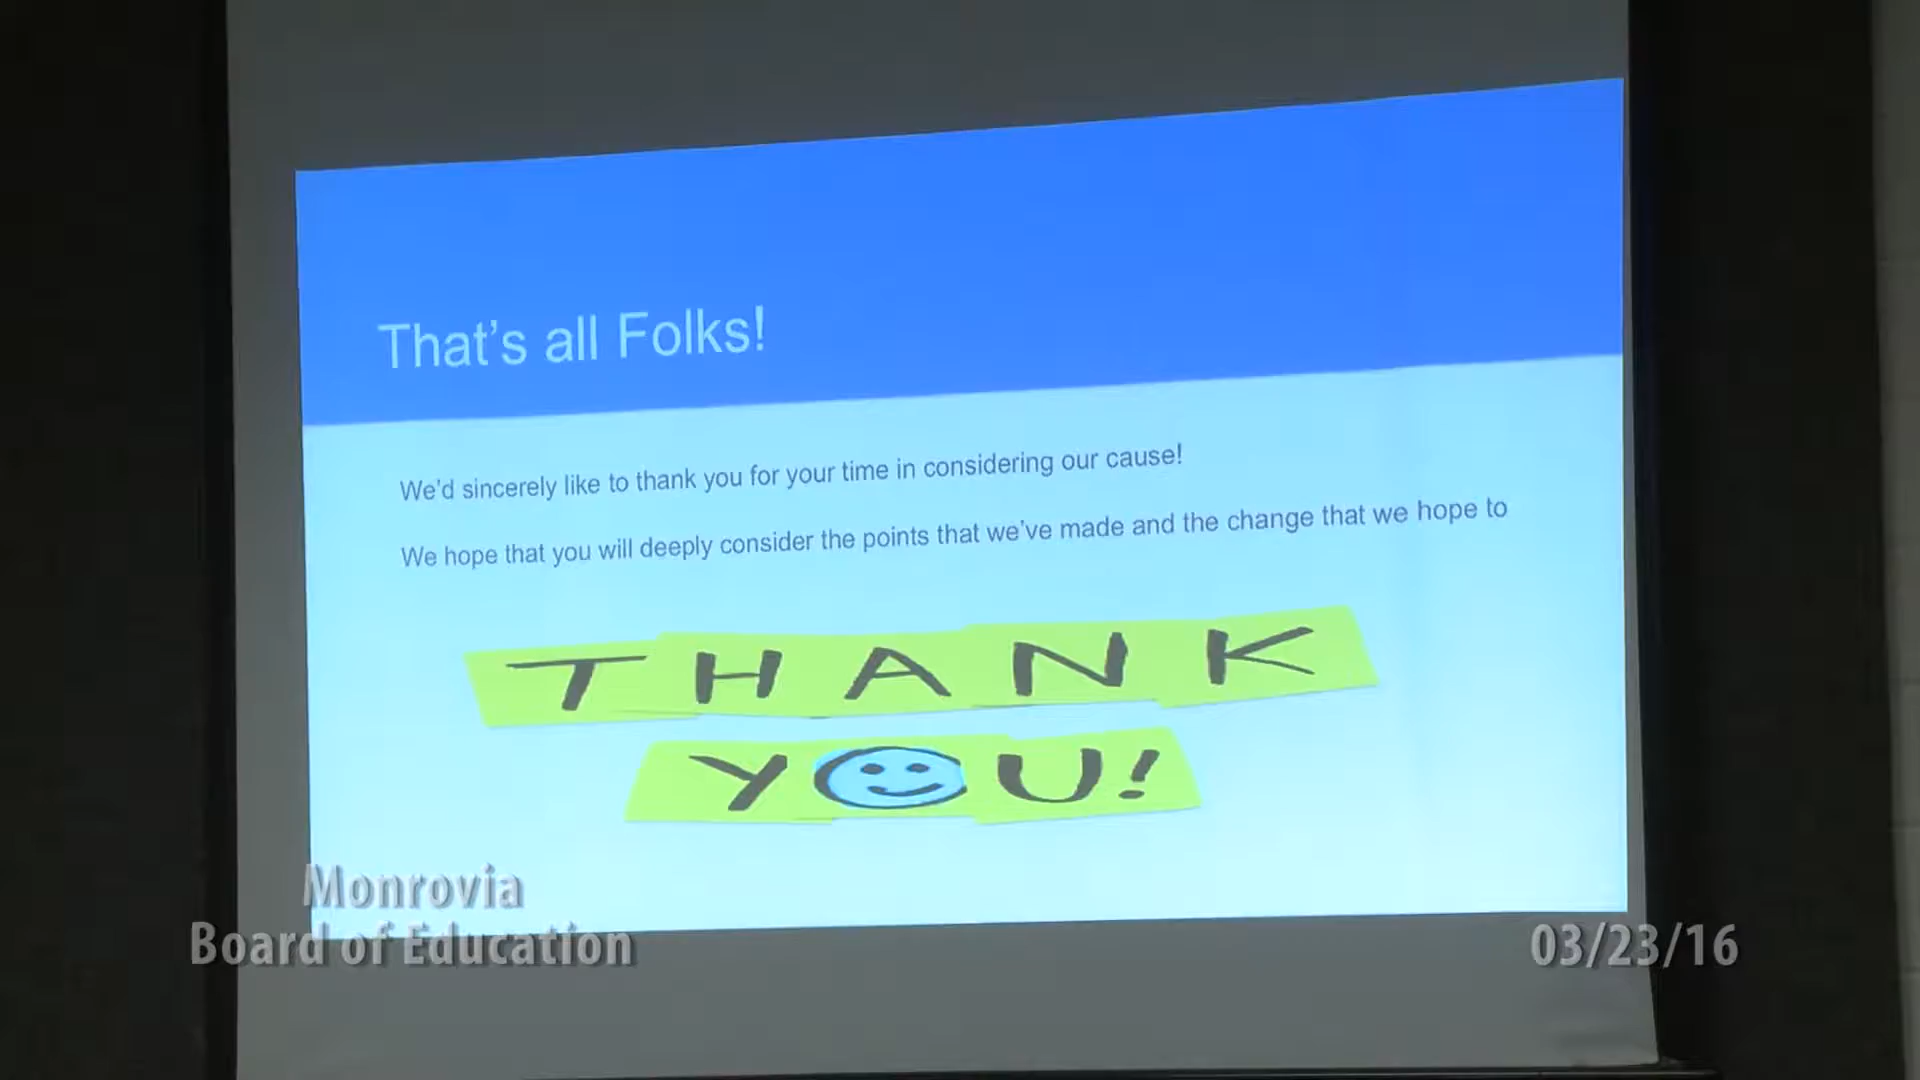 That's all Folks!
We'd sincerely like to thank you for your time in considering our cause!
We hope that you will deeply consider the points that we've made and the change that we hope to
THANK
YOU!
Monrovia
Board of Education
03/23/16